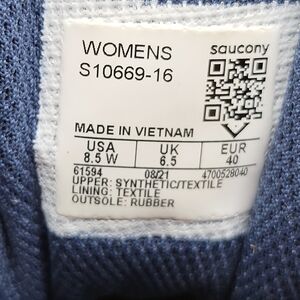 WOMENS
saucony
S10669-16
MADE IN VIETNAM
USA UK EUR
8.5 W 6.5 40
61594 08/21 4700528040
UPPER: SYNTHETIC/TEXTILE
LINING: TEXTILE
OUTSOLE: RUBBER